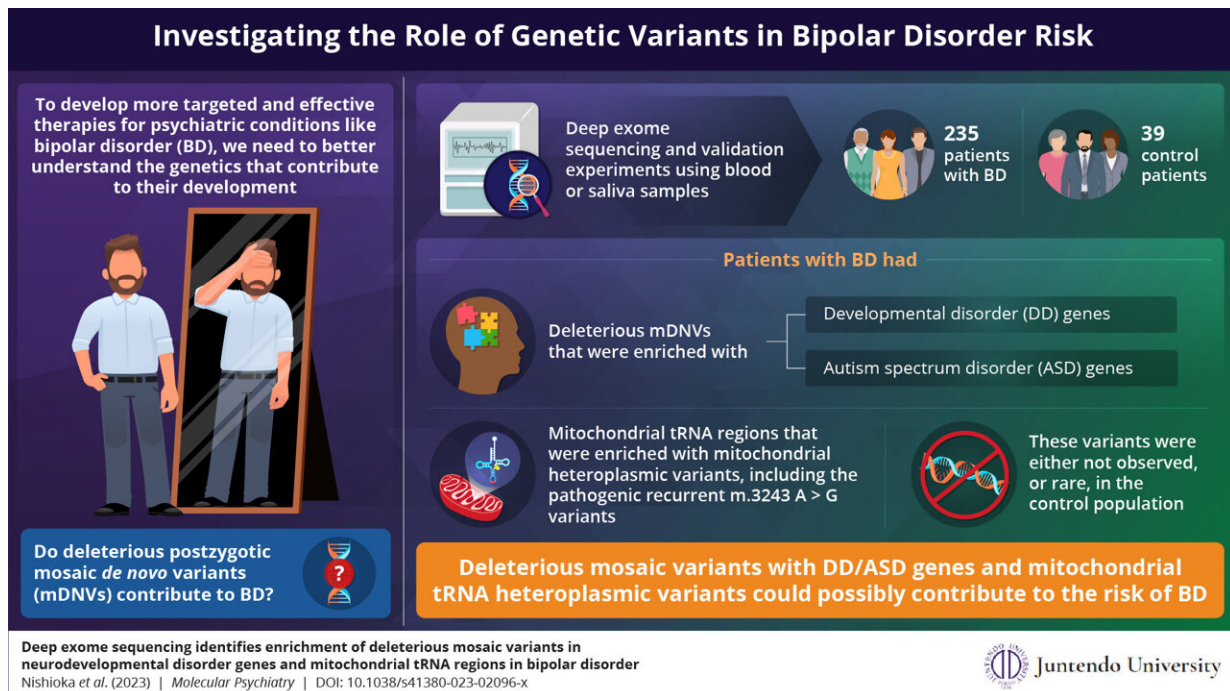 Investigating the Role of Genetic Variants in Bipolar Disorder Risk
To develop more targeted and effective
therapies for psychiatric conditions like
bipolar disorder (BD), we need to better
understand the genetics that contribute
to their development
Do deleterious postzygotic
mosaic de novo variants
(mDNVs) contribute to BD?
?
Deep exome
sequencing and validation
experiments using blood
or saliva samples
235
patients
with BD
39
control
patients
Patients with BD had
Deleterious mDNVs
that were enriched with
Developmental disorder (DD) genes
Autism spectrum disorder (ASD) genes
Mitochondrial tRNA regions that
were enriched with mitochondrial
heteroplasmic variants, including the
pathogenic recurrent m.3243 A > G
variants
These variants were
either not observed,
or rare, in the
control population
Deleterious mosaic variants with DD/ASD genes and mitochondrial
tRNA heteroplasmic variants could possibly contribute to the risk of BD
Deep exome sequencing identifies enrichment of deleterious mosaic variants in
neurodevelopmental disorder genes and mitochondrial tRNA regions in bipolar disorder
Nishioka et al. (2023) | Molecular Psychiatry | DOI: 10.1038/s41380-023-02096-x
Juntendo University